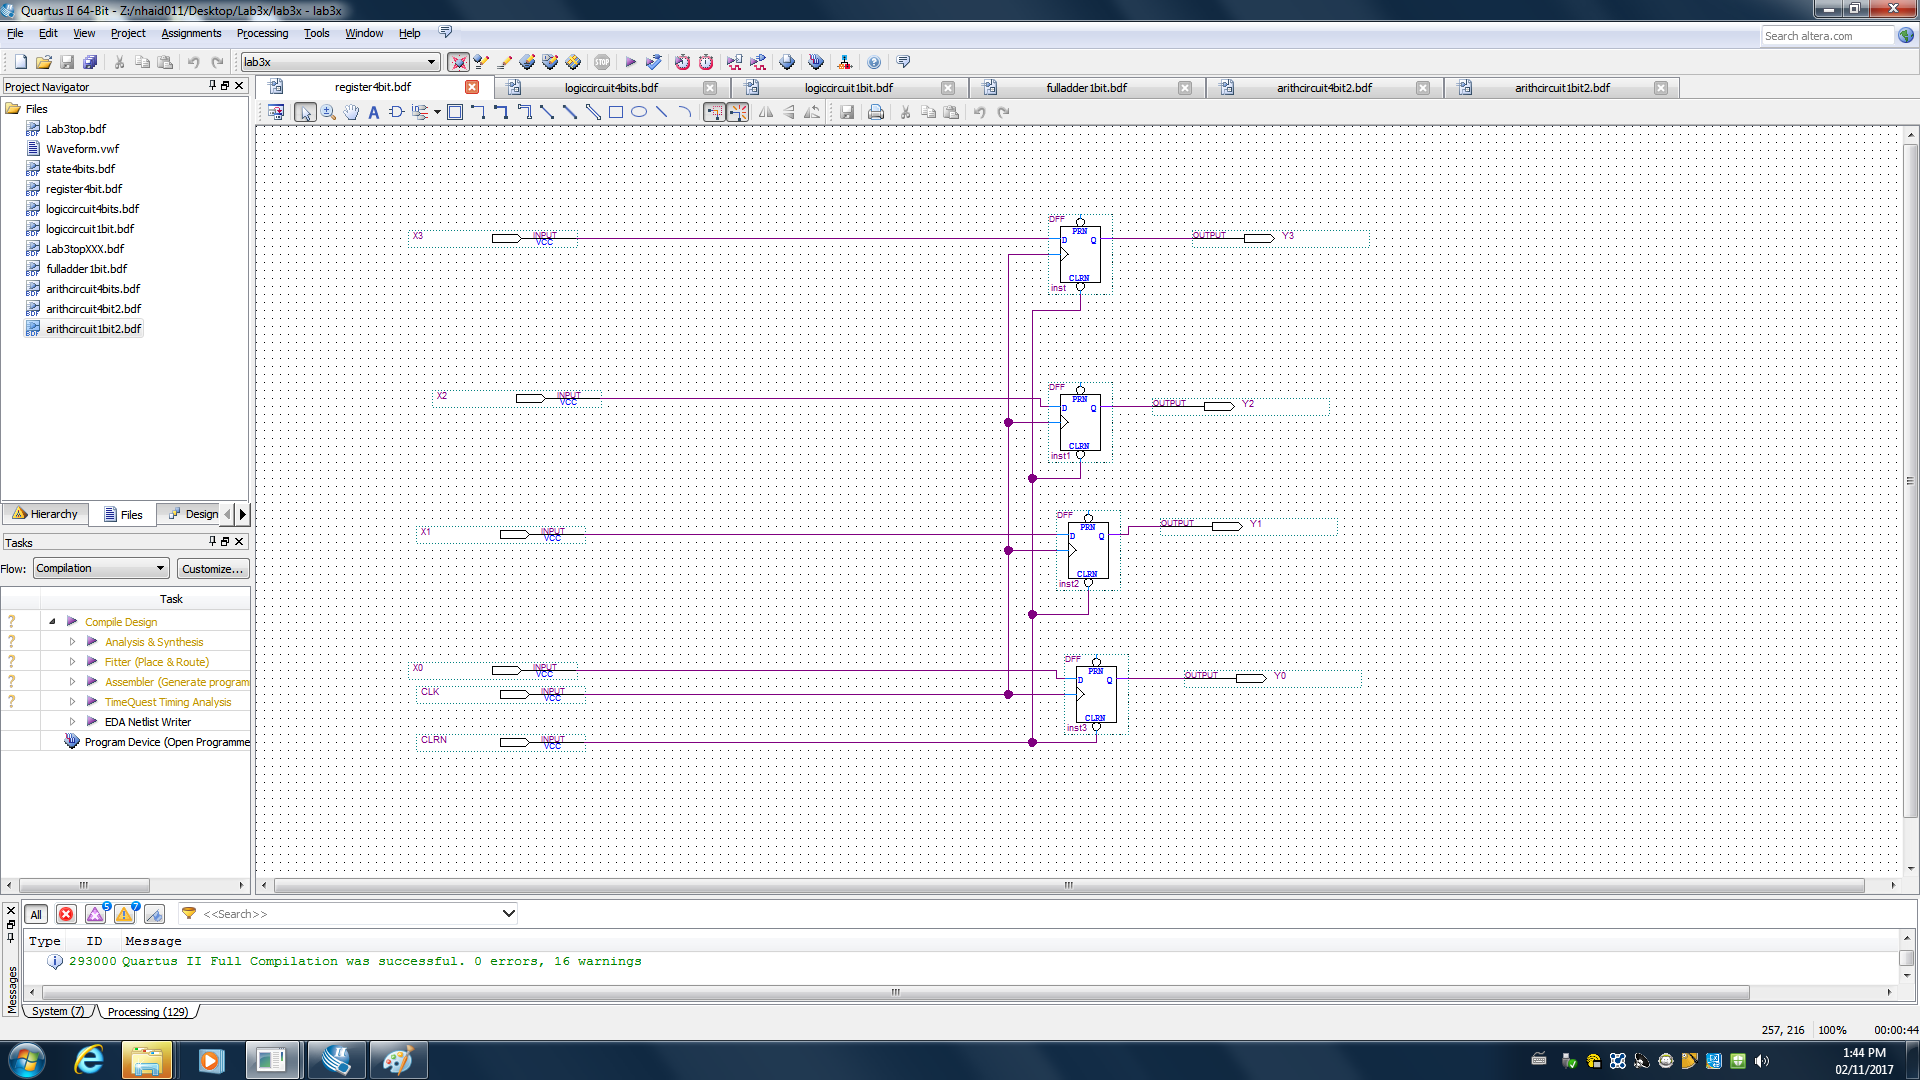 Quartus II 64-Bit - Z:/nhaid011/Desktop/Lab3x/lab3x - lab3x
File Edit View Project Assignments Processing Tools Window Help
Search altera.com
lab3x
Project Navigator
register4bit.bdf logiccircuit4bits.bdf logiccircuit1bit.bdf fulladder1bit.bdf arithcircuit4bit2.bdf arithcircuit1bit2.bdf
Files
Lab3top.bdf
Waveform.vwf
state4bits.bdf
register4bit.bdf
logiccircuit4bits.bdf
logiccircuit1bit.bdf
Lab3topXXX.bdf
fulladder1bit.bdf
arithcircuit4bits.bdf
arithcircuit4bit2.bdf
arithcircuit1bit2.bdf
Hierarchy Files Design
Tasks
Flow: Compilation Customize...
Task
Compile Design
Analysis & Synthesis
Fitter (Place & Route)
Assembler (Generate program
TimeQuest Timing Analysis
EDA Netlist Writer
Program Device (Open Programme
DFF
X3 INPUT VCC PRN D Q OUTPUT Y3
CLRN
inst
DFF
X2 INPUT VCC PRN D Q OUTPUT Y2
CLRN
inst1
DFF
X1 INPUT VCC PRN D Q OUTPUT Y1
CLRN
inst2
DFF
X0 INPUT VCC PRN D Q OUTPUT Y0
CLK INPUT VCC
CLRN
inst3
CLRN INPUT VCC
All 5 7 <<Search>>
Type ID Message
293000 Quartus II Full Compilation was successful. 0 errors, 16 warnings
Messages
System (7) Processing (129)
257, 216 100% 00:00:44
1:44 PM
02/11/2017